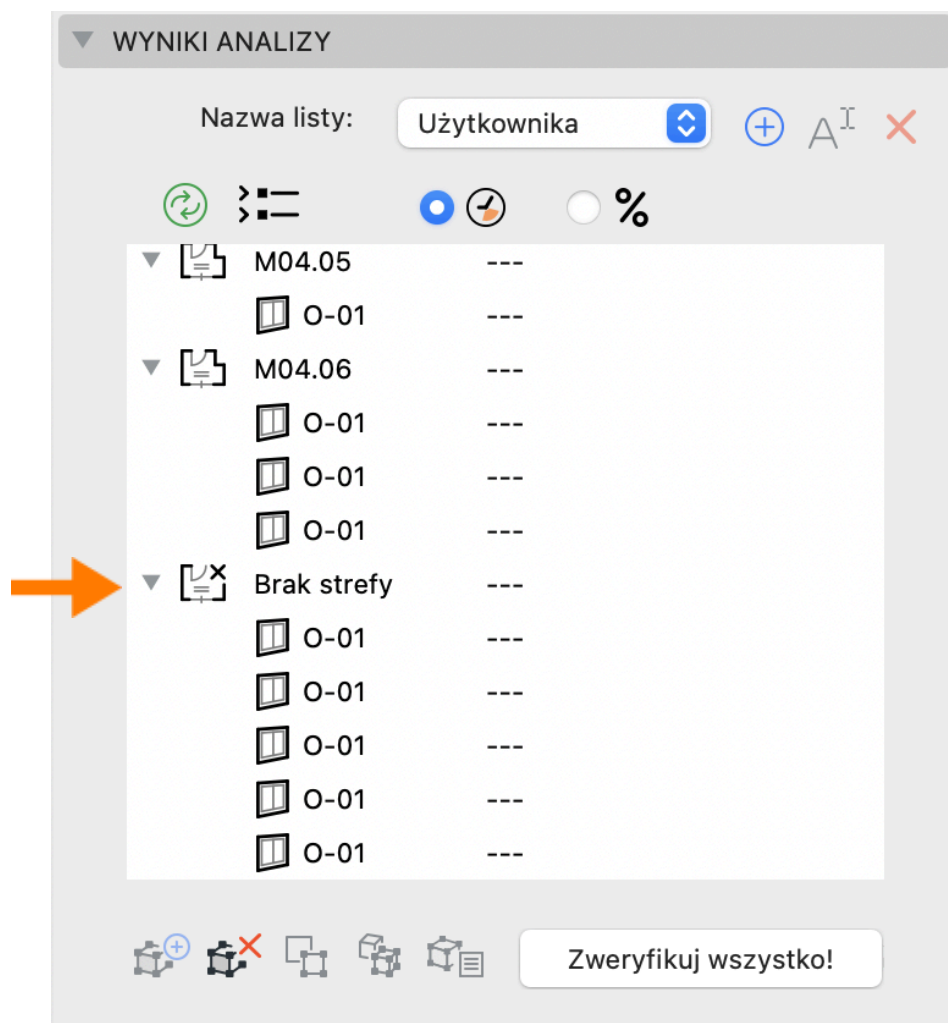 WYNIKI ANALIZY
Nazwa listy: Użytkownika
%
M04.05 ---
O-01 ---
M04.06 ---
O-01 ---
O-01 ---
O-01 ---
Brak strefy ---
O-01 ---
O-01 ---
O-01 ---
O-01 ---
O-01 ---
Zweryfikuj wszystko!